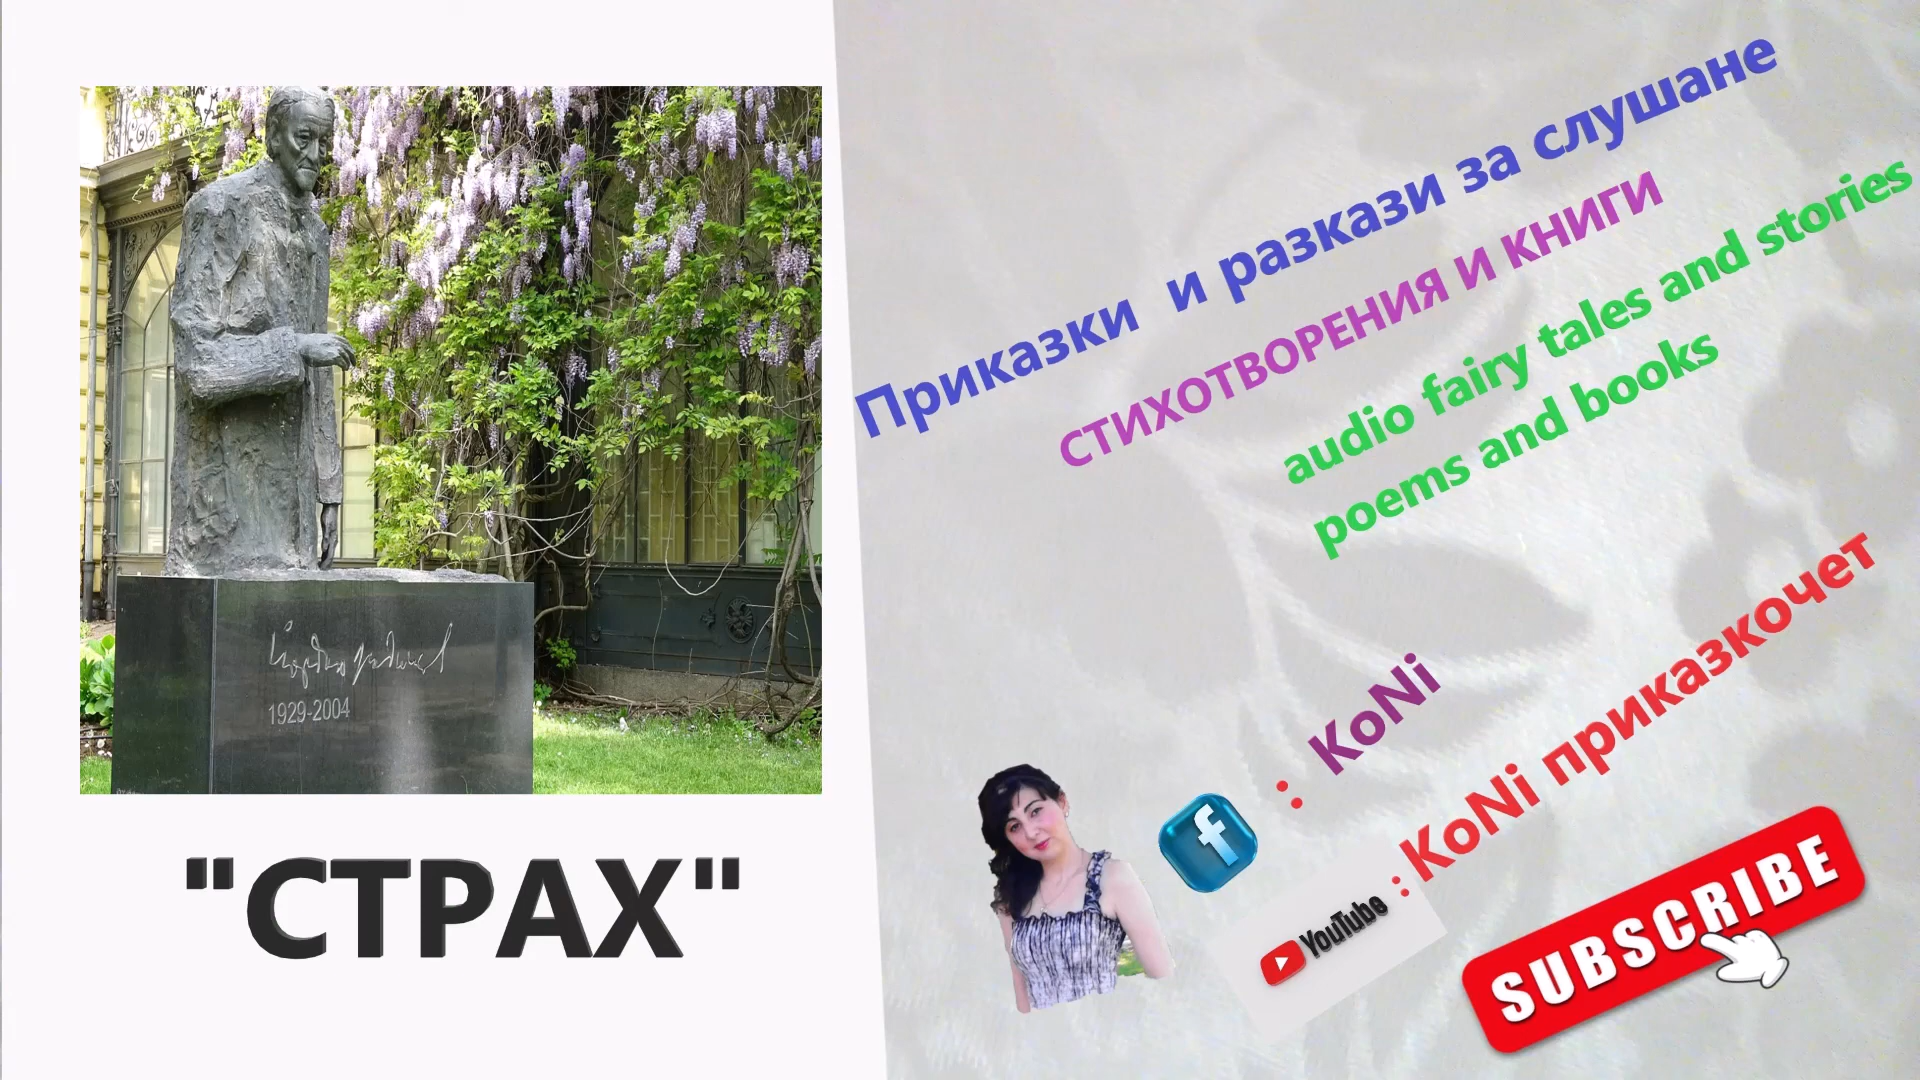 1929-2004
"СТРАХ"
Приказки и разкази за слушане
СТИХОТВОРЕНИЯ И КНИГИ
audio fairy tales and stories
poems and books
: KoNi
YouTube : KoNi приказкочет
SUBSCRIBE